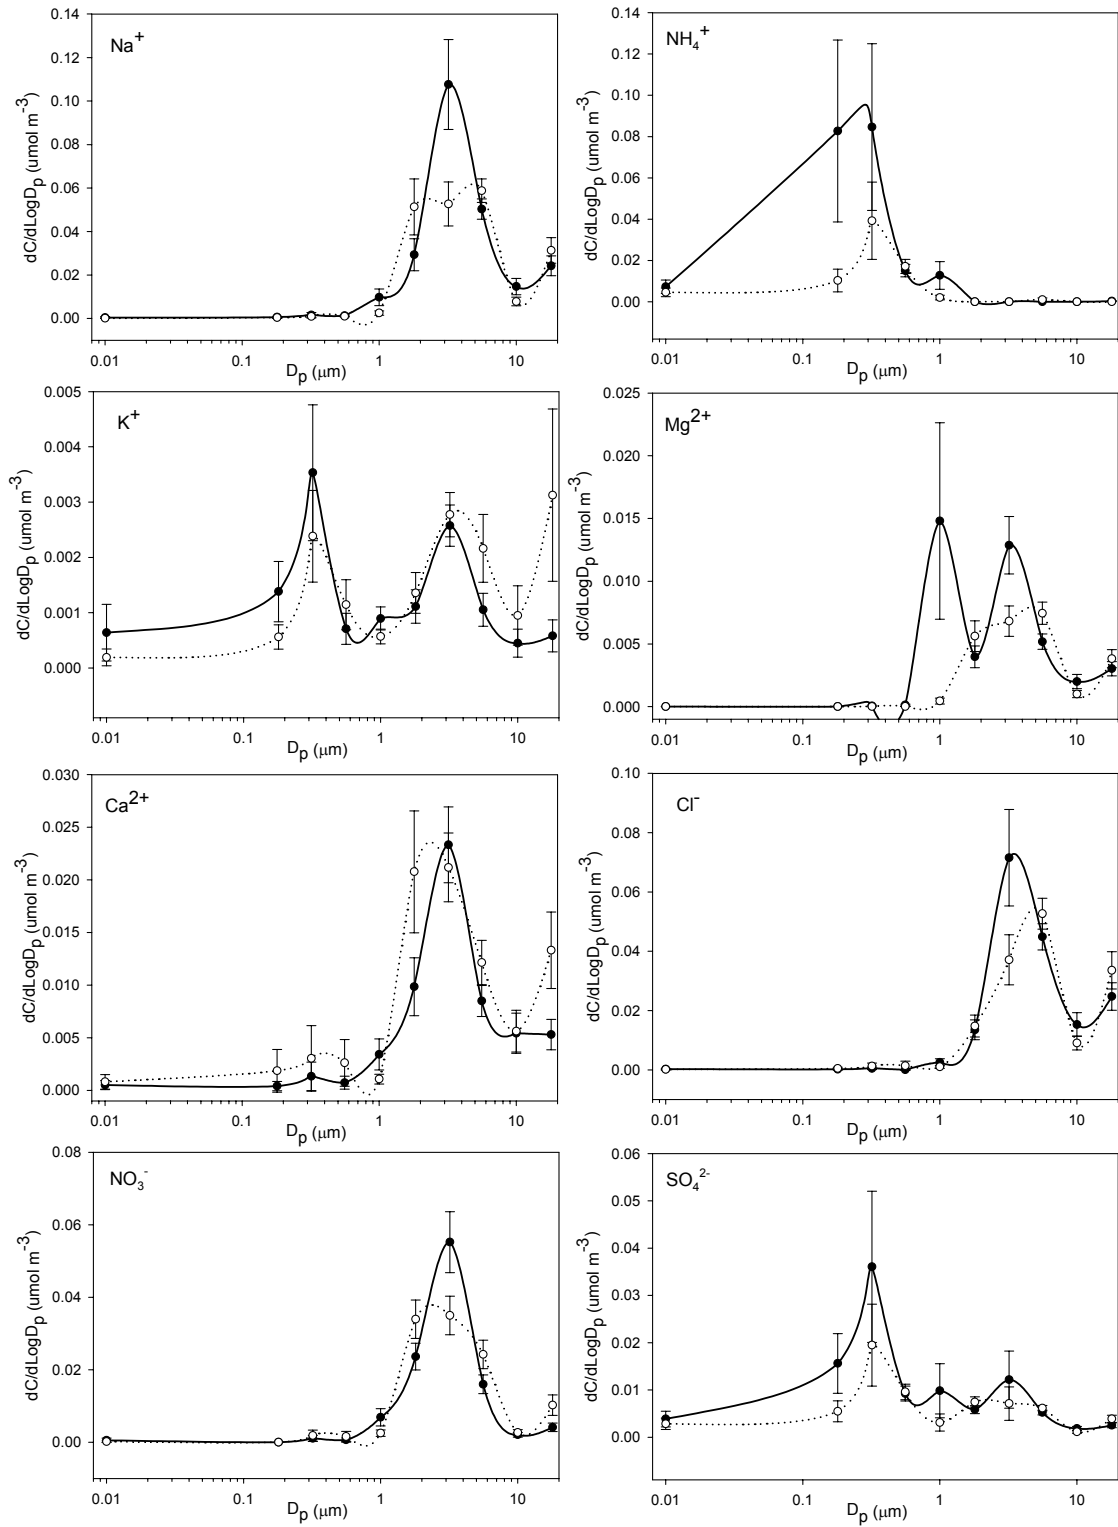 Na⁺
dC/dLogDₚ (umol m⁻³)
0.14
0.12
0.10
0.08
0.06
0.04
0.02
0.00
0.01 0.1 1 10
Dₚ (μm)
NH₄⁺
dC/dLogDₚ (umol m⁻³)
0.14
0.12
0.10
0.08
0.06
0.04
0.02
0.00
0.01 0.1 1 10
Dₚ (μm)
K⁺
dC/dLogDₚ (umol m⁻³)
0.005
0.004
0.003
0.002
0.001
0.000
0.01 0.1 1 10
Dₚ (μm)
Mg²⁺
dC/dLogDₚ (umol m⁻³)
0.025
0.020
0.015
0.010
0.005
0.000
0.01 0.1 1 10
Dₚ (μm)
Ca²⁺
dC/dLogDₚ (umol m⁻³)
0.030
0.025
0.020
0.015
0.010
0.005
0.000
0.01 0.1 1 10
Dₚ (μm)
Cl⁻
dC/dLogDₚ (umol m⁻³)
0.10
0.08
0.06
0.04
0.02
0.00
0.01 0.1 1 10
Dₚ (μm)
NO₃⁻
dC/dLogDₚ (umol m⁻³)
0.08
0.06
0.04
0.02
0.00
0.01 0.1 1 10
Dₚ (μm)
SO₄²⁻
dC/dLogDₚ (umol m⁻³)
0.06
0.05
0.04
0.03
0.02
0.01
0.00
0.01 0.1 1 10
Dₚ (μm)